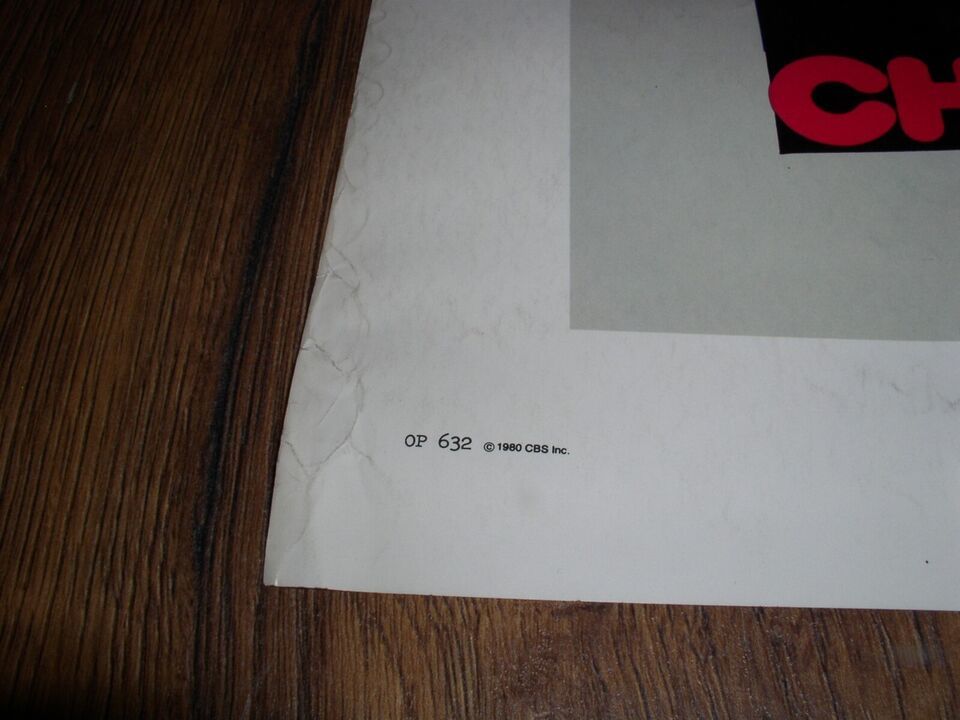 CH
OP 632 © 1980 CBS Inc.